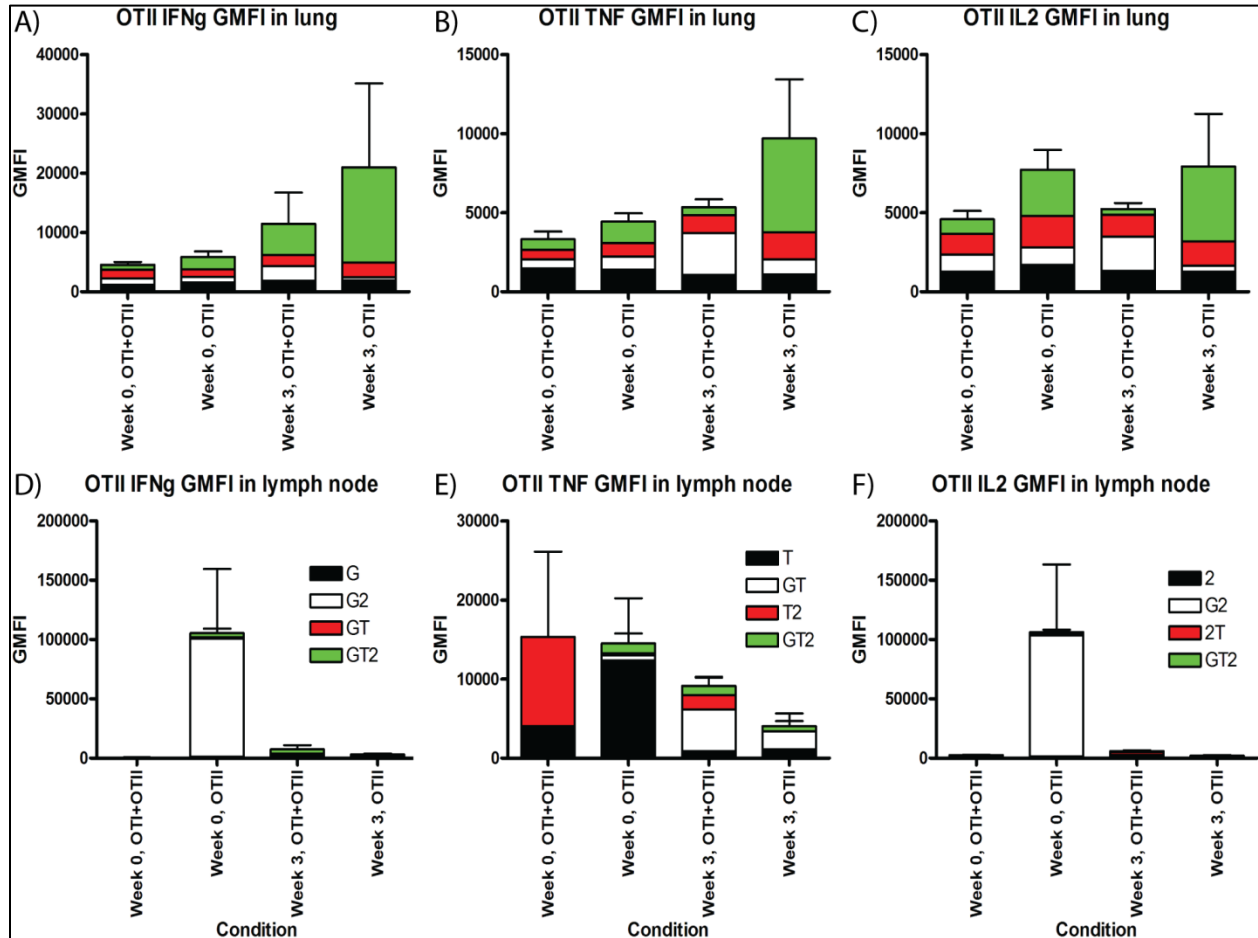 A)
OTII IFNg GMFI in lung
GMFI
40000
30000
20000
10000
0
Week 0, OTI+OTII
Week 0, OTII
Week 3, OTI+OTII
Week 3, OTII
B)
OTII TNF GMFI in lung
GMFI
15000
10000
5000
0
Week 0, OTI+OTII
Week 0, OTII
Week 3, OTI+OTII
Week 3, OTII
C)
OTII IL2 GMFI in lung
GMFI
15000
10000
5000
0
Week 0, OTI+OTII
Week 0, OTII
Week 3, OTI+OTII
Week 3, OTII
D)
OTII IFNg GMFI in lymph node
GMFI
200000
150000
100000
50000
0
G
G2
GT
GT2
Week 0, OTI+OTII
Week 0, OTII
Week 3, OTI+OTII
Week 3, OTII
Condition
E)
OTII TNF GMFI in lymph node
GMFI
30000
20000
10000
0
T
GT
T2
GT2
Week 0, OTI+OTII
Week 0, OTII
Week 3, OTI+OTII
Week 3, OTII
Condition
F)
OTII IL2 GMFI in lymph node
GMFI
200000
150000
100000
50000
0
2
G2
2T
GT2
Week 0, OTI+OTII
Week 0, OTII
Week 3, OTI+OTII
Week 3, OTII
Condition